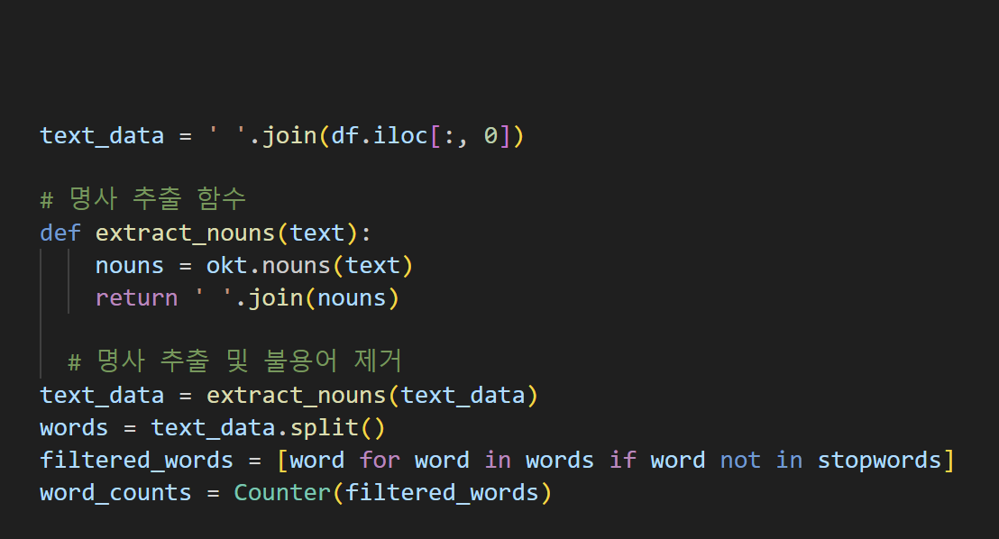 text_data = ' '.join(df.iloc[:, 0])
# 명사 추출 함수
def extract_nouns(text):
nouns = okt.nouns(text)
return ' '.join(nouns)
# 명사 추출 및 불용어 제거
text_data = extract_nouns(text_data)
words = text_data.split()
filtered_words = [word for word in words if word not in stopwords]
word_counts = Counter(filtered_words)